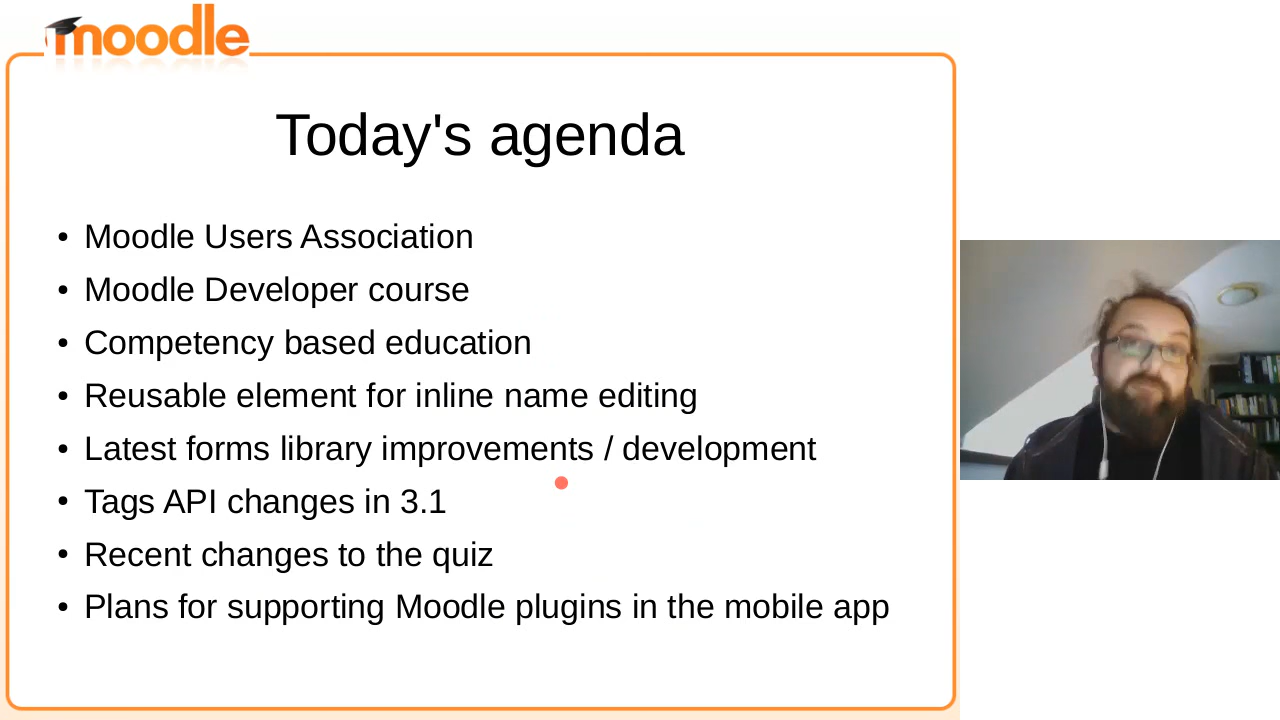 moodle
Today's agenda
• Moodle Users Association
• Moodle Developer course
• Competency based education
• Reusable element for inline name editing
• Latest forms library improvements / development
• Tags API changes in 3.1
• Recent changes to the quiz
• Plans for supporting Moodle plugins in the mobile app